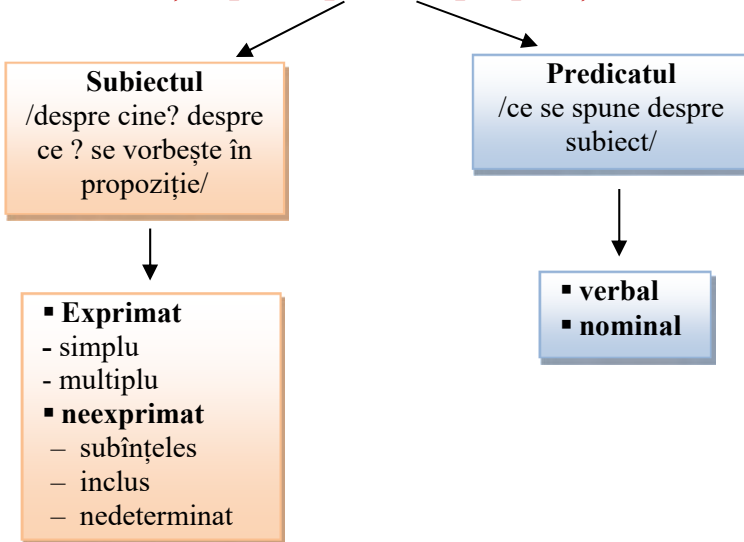 Subiectul
/despre cine? despre
ce ? se vorbește în
propoziție/
Predicatul
/ce se spune despre
subiect/
▪ Exprimat
- simplu
- multiplu
▪ neexprimat
– subînțeles
– inclus
– nedeterminat
▪ verbal
▪ nominal